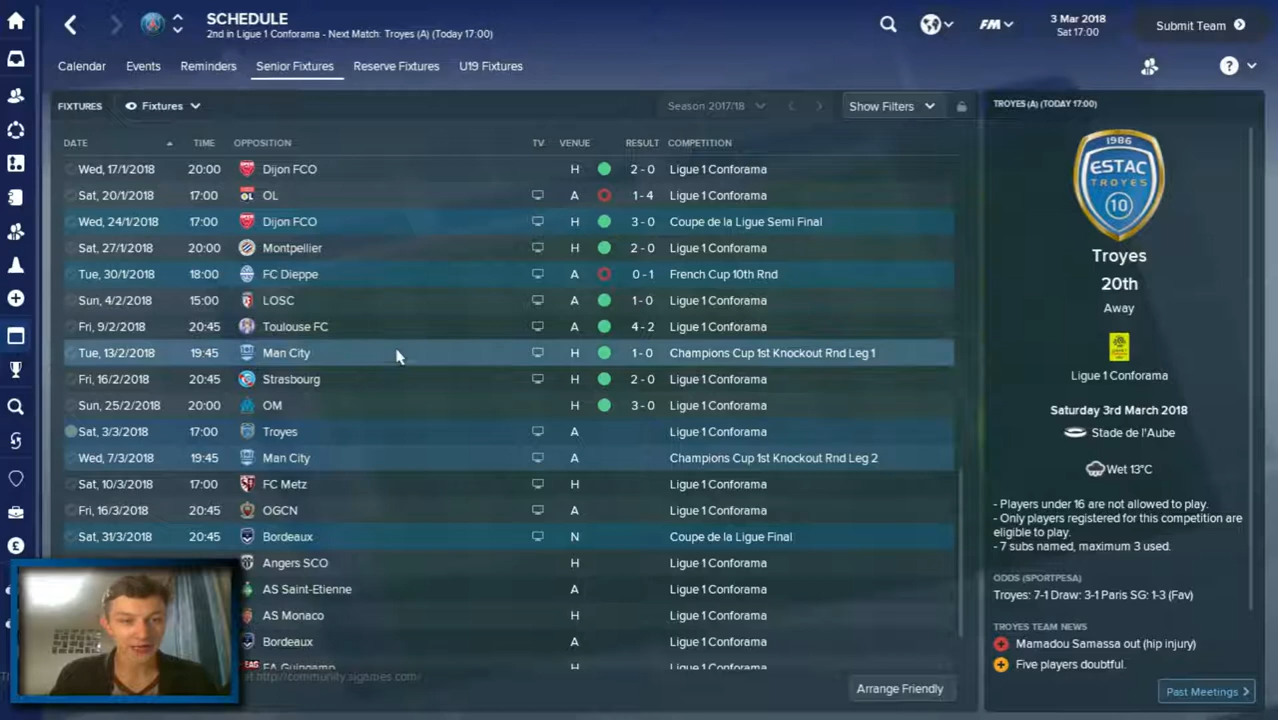 SCHEDULE
2nd in Ligue 1 Conforama - Next Match: Troyes (A) (Today 17:00)
FM
3 Mar 2018
Sat 17:00
Submit Team
Calendar Events Reminders Senior Fixtures Reserve Fixtures U19 Fixtures
?
FIXTURES Fixtures Season 2017/18 Show Filters
DATE TIME OPPOSITION TV VENUE RESULT COMPETITION
Wed, 17/1/2018 20:00 Dijon FCO H 2 - 0 Ligue 1 Conforama
Sat, 20/1/2018 17:00 OL A 1 - 4 Ligue 1 Conforama
Wed, 24/1/2018 17:00 Dijon FCO H 3 - 0 Coupe de la Ligue Semi Final
Sat, 27/1/2018 20:00 Montpellier H 2 - 0 Ligue 1 Conforama
Tue, 30/1/2018 18:00 FC Dieppe A 0 - 1 French Cup 10th Rnd
Sun, 4/2/2018 15:00 LOSC A 1 - 0 Ligue 1 Conforama
Fri, 9/2/2018 20:45 Toulouse FC A 4 - 2 Ligue 1 Conforama
Tue, 13/2/2018 19:45 Man City H 1 - 0 Champions Cup 1st Knockout Rnd Leg 1
Fri, 16/2/2018 20:45 Strasbourg H 2 - 0 Ligue 1 Conforama
Sun, 25/2/2018 20:00 OM H 3 - 0 Ligue 1 Conforama
Sat, 3/3/2018 17:00 Troyes A Ligue 1 Conforama
Wed, 7/3/2018 19:45 Man City A Champions Cup 1st Knockout Rnd Leg 2
Sat, 10/3/2018 17:00 FC Metz H Ligue 1 Conforama
Fri, 16/3/2018 20:45 OGCN A Ligue 1 Conforama
Sat, 31/3/2018 20:45 Bordeaux N Coupe de la Ligue Final
Angers SCO H Ligue 1 Conforama
AS Saint-Etienne A Ligue 1 Conforama
AS Monaco H Ligue 1 Conforama
Bordeaux A Ligue 1 Conforama
EA Guingamp H Ligue 1 Conforama
http://community.sigames.com/
Arrange Friendly
TROYES (A) (TODAY 17:00)
1986
ESTAC
TROYES
10
Troyes
20th
Away
Ligue 1 Conforama
Saturday 3rd March 2018
Stade de l'Aube
Wet 13°C
- Players under 16 are not allowed to play.
- Only players registered for this competition are
eligible to play.
- 7 subs named, maximum 3 used.
ODDS (SPORTPESA)
Troyes: 7-1 Draw: 3-1 Paris SG: 1-3 (Fav)
TROYES TEAM NEWS
Mamadou Samassa out (hip injury)
Five players doubtful.
Past Meetings